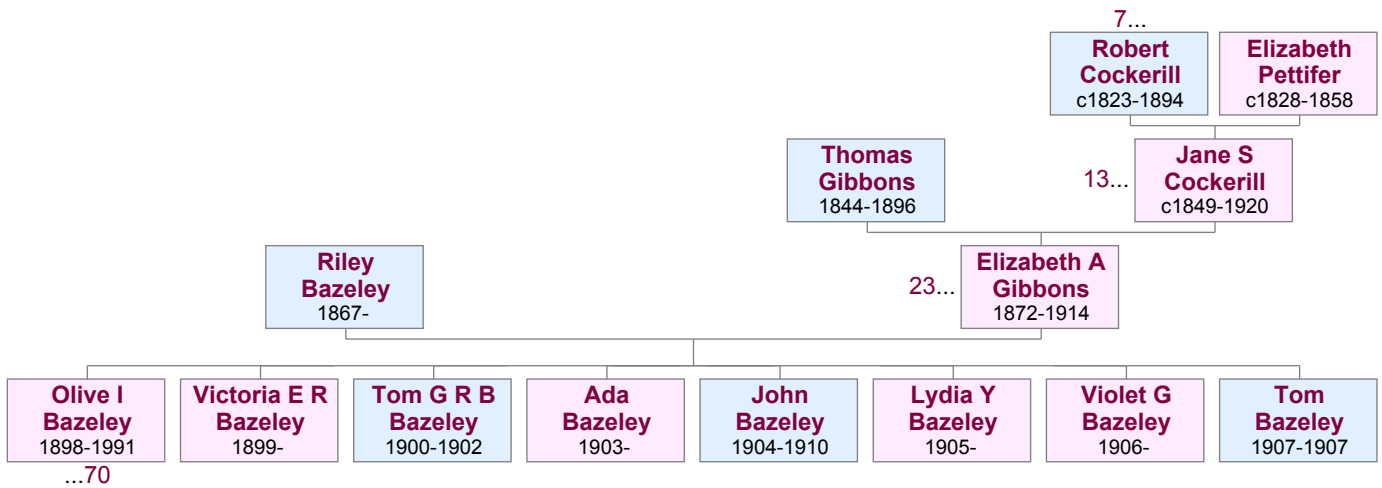 7...
Robert
Cockerill
c1823-1894
Elizabeth
Pettifer
c1828-1858
Thomas
Gibbons
1844-1896
13...
Jane S
Cockerill
c1849-1920
Riley
Bazeley
1867-
23...
Elizabeth A
Gibbons
1872-1914
Olive I
Bazeley
1898-1991
Victoria E R
Bazeley
1899-
Tom G R B
Bazeley
1900-1902
Ada
Bazeley
1903-
John
Bazeley
1904-1910
Lydia Y
Bazeley
1905-
Violet G
Bazeley
1906-
Tom
Bazeley
1907-1907
...70